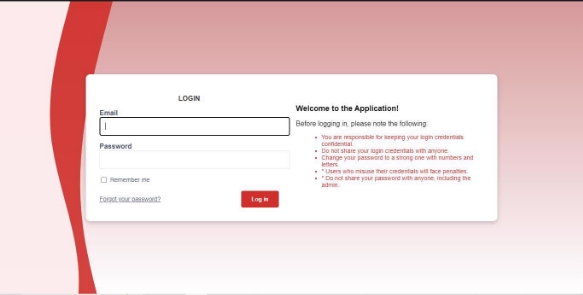 LOGIN
Email
Password
Remember me
Forgot your password?
Log in
Welcome to the Application!
Before logging in, please note the following:
You are responsible for keeping your login credentials
confidential.
Do not share your login credentials with anyone.
Change your password to a strong one with numbers and
letters.
* Users who misuse their credentials will face penalties.
* Do not share your password with anyone, including the
admin.